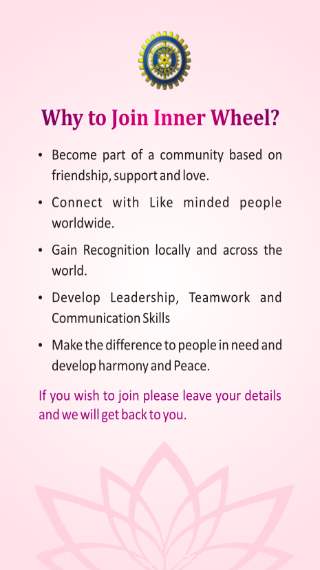 Why to Join Inner Wheel?
• Become part of a community based on
friendship, support and love.
• Connect with Like minded people
worldwide.
• Gain Recognition locally and across the
world.
• Develop Leadership, Teamwork and
Communication Skills
• Make the difference to people in need and
develop harmony and Peace.
If you wish to join please leave your details
and we will get back to you.